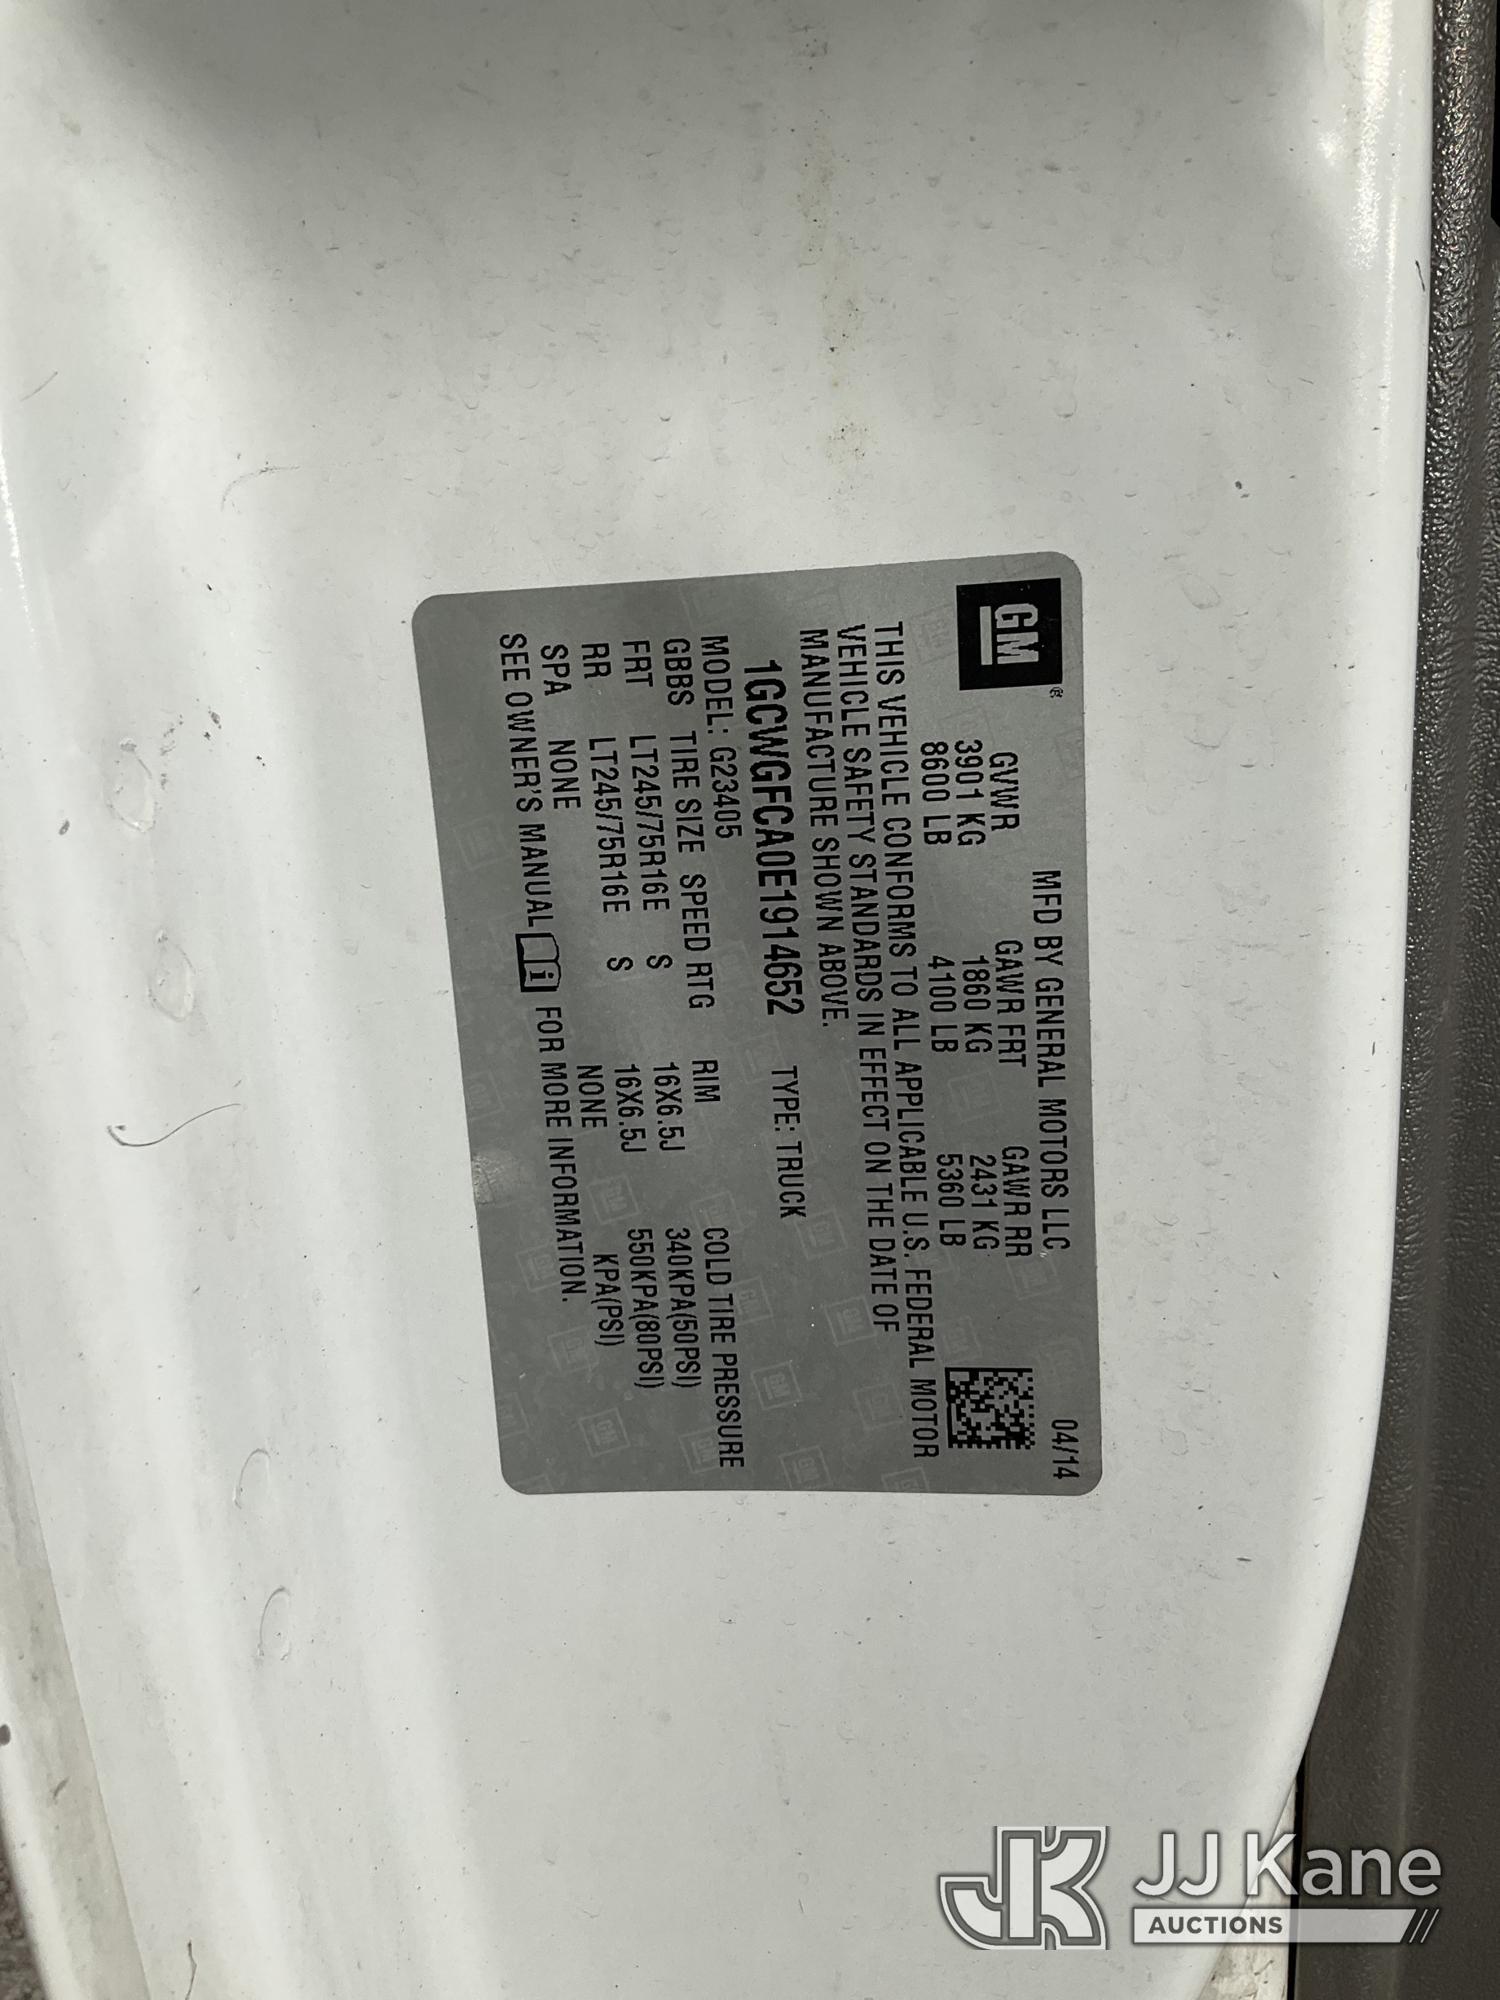 GM®
MFD BY GENERAL MOTORS LLC 04/14
GVWR GAWR FRT GAWR RR
3901 KG 1860 KG 2431 KG
8600 LB 4100 LB 5360 LB
THIS VEHICLE CONFORMS TO ALL APPLICABLE U.S. FEDERAL MOTOR
VEHICLE SAFETY STANDARDS IN EFFECT ON THE DATE OF
MANUFACTURE SHOWN ABOVE.
1GCWGFCA0E1914652 TYPE: TRUCK
MODEL: G23405
GBBS TIRE SIZE SPEED RTG RIM COLD TIRE PRESSURE
FRT LT245/75R16E S 16X6.5J 340KPA(50PSI)
RR LT245/75R16E S 16X6.5J 550KPA(80PSI)
SPA NONE NONE KPA(PSI)
SEE OWNER'S MANUAL i FOR MORE INFORMATION.
JK JJ Kane
AUCTIONS